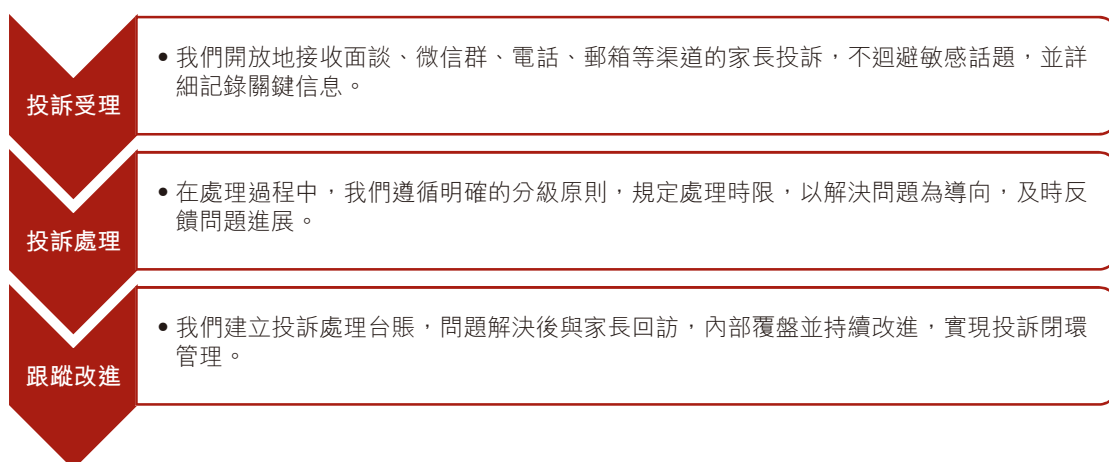 投訴受理
• 我們開放地接收面談、微信群、電話、郵箱等渠道的家長投訴，不迴避敏感話題，並詳
細記錄關鍵信息。
投訴處理
• 在處理過程中，我們遵循明確的分級原則，規定處理時限，以解決問題為導向，及時反
饋問題進展。
跟蹤改進
• 我們建立投訴處理台賬，問題解決後與家長回訪，內部覆盤並持續改進，實現投訴閉環
管理。